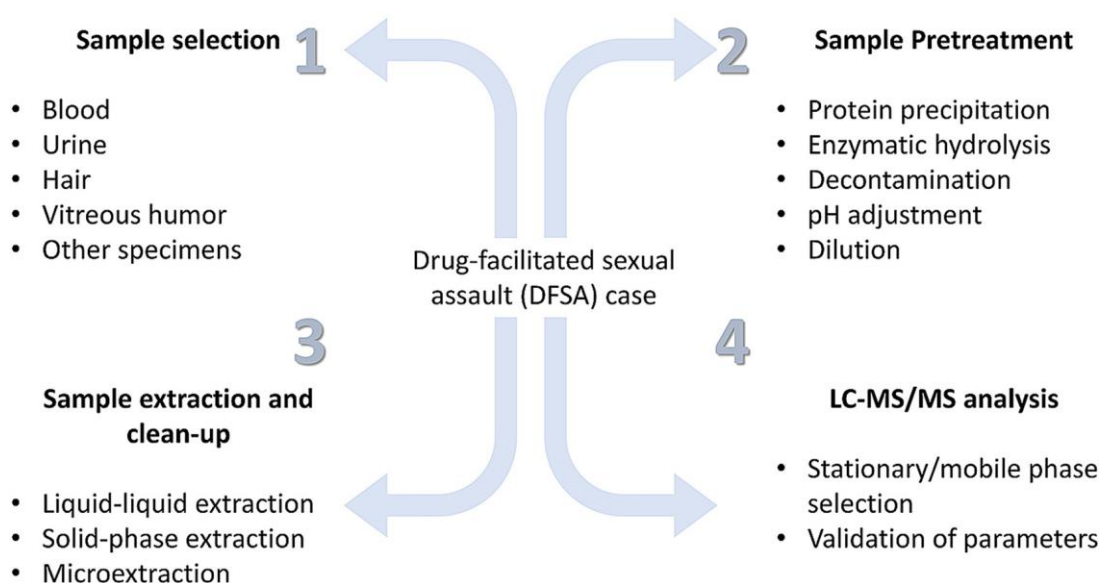 Sample selection
1
• Blood
• Urine
• Hair
• Vitreous humor
• Other specimens
2
Sample Pretreatment
• Protein precipitation
• Enzymatic hydrolysis
• Decontamination
• pH adjustment
• Dilution
Drug-facilitated sexual
assault (DFSA) case
3
Sample extraction and
clean-up
• Liquid-liquid extraction
• Solid-phase extraction
• Microextraction
4
LC-MS/MS analysis
• Stationary/mobile phase
selection
• Validation of parameters